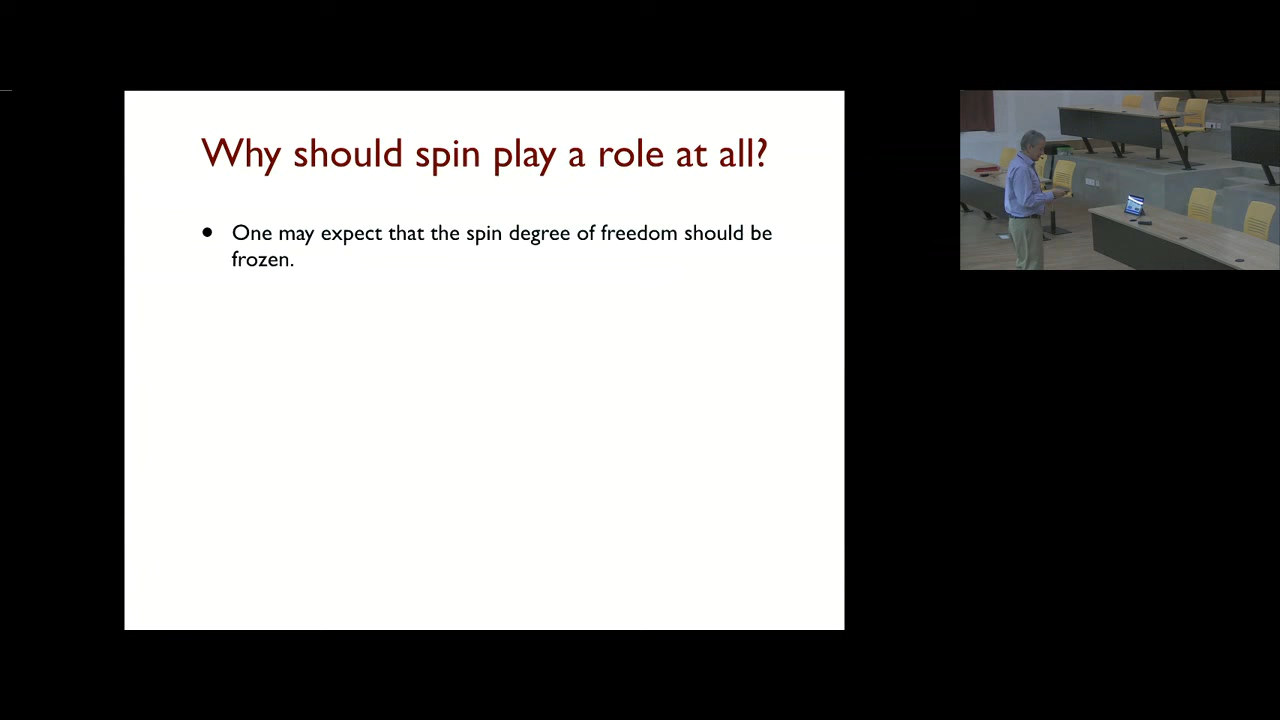 Why should spin play a role at all?
• One may expect that the spin degree of freedom should be
frozen.